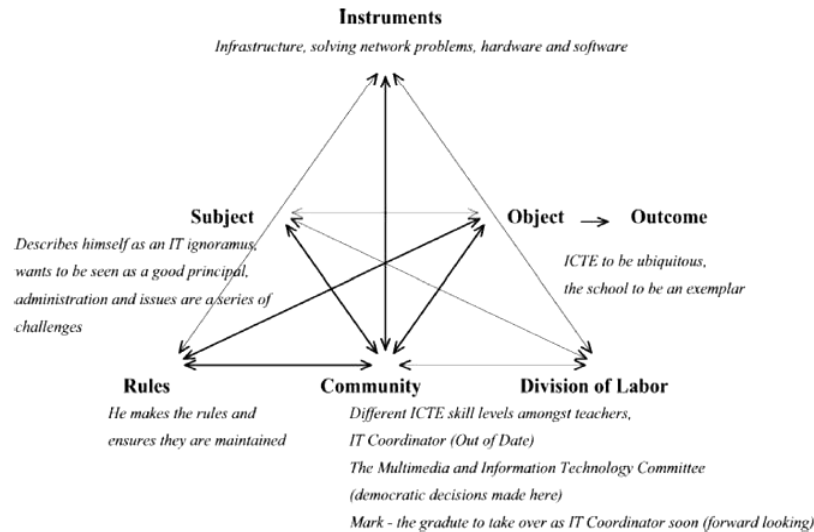 Instruments
Infrastructure, solving network problems, hardware and software
Subject
Object → Outcome
Describes himself as an IT ignoramus,
wants to be seen as a good principal,
administration and issues are a series of
challenges
ICTE to be ubiquitous,
the school to be an exemplar
Rules
Community
Division of Labor
He makes the rules and
ensures they are maintained
Different ICTE skill levels amongst teachers,
IT Coordinator (Out of Date)
The Multimedia and Information Technology Committee
(democratic decisions made here)
Mark - the gradute to take over as IT Coordinator soon (forward looking)